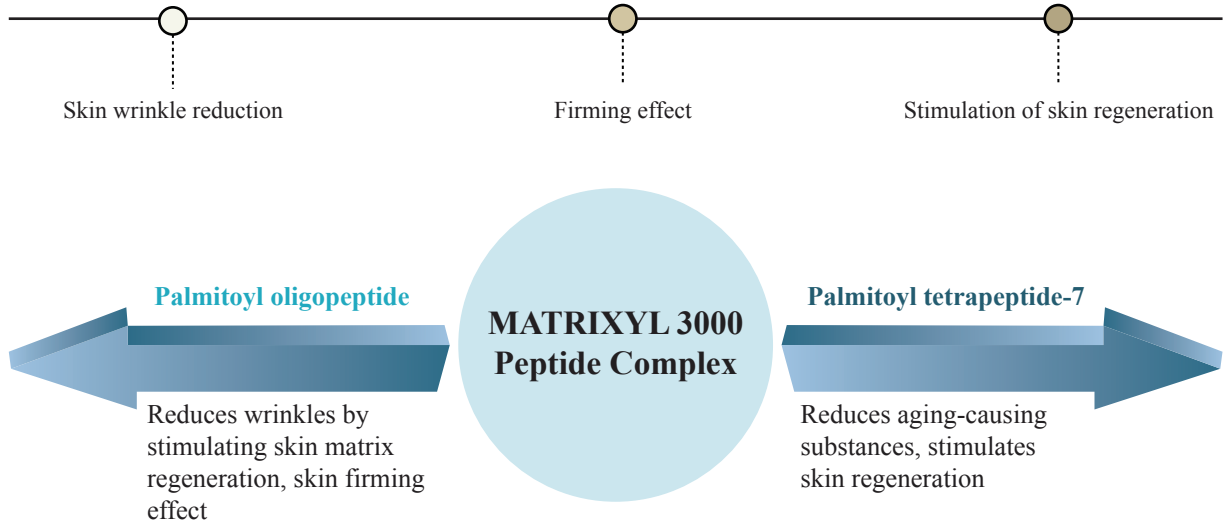 Skin wrinkle reduction
Firming effect
Stimulation of skin regeneration
Palmitoyl oligopeptide
MATRIXYL 3000
Peptide Complex
Palmitoyl tetrapeptide-7
Reduces wrinkles by
stimulating skin matrix
regeneration, skin firming
effect
Reduces aging-causing
substances, stimulates
skin regeneration